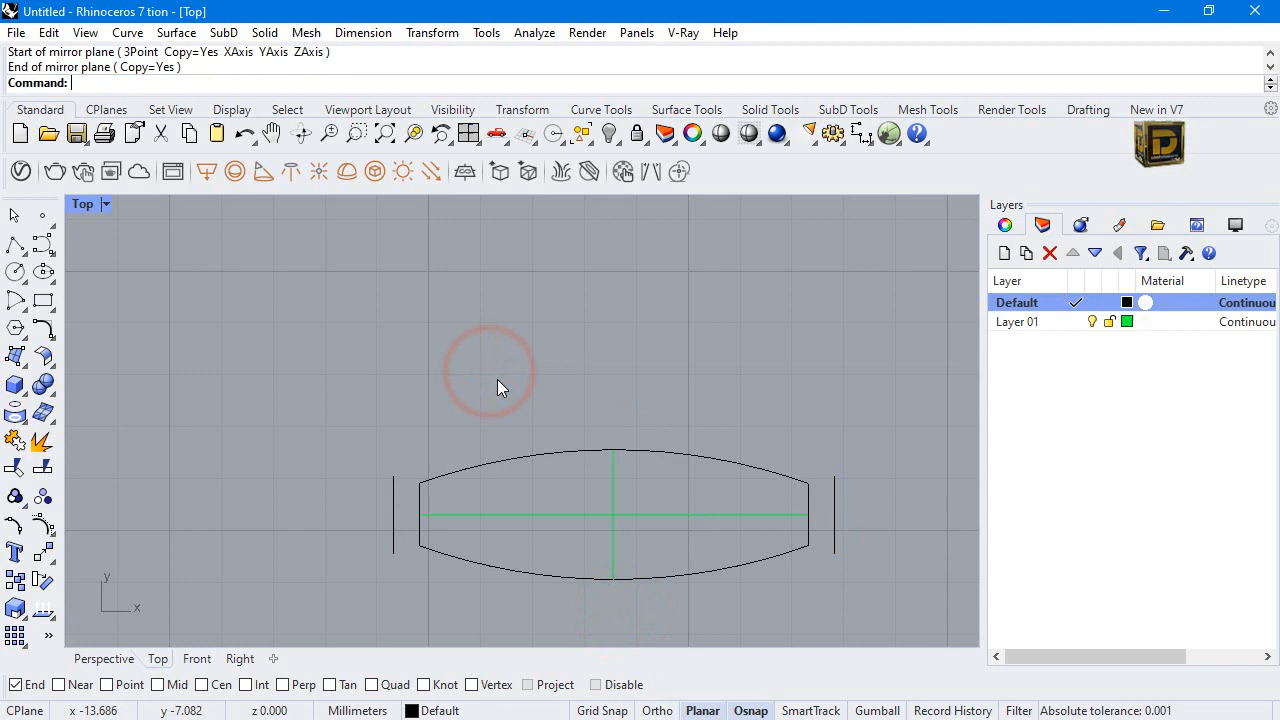 Untitled - Rhinoceros 7 tion - [Top]
File Edit View Curve Surface SubD Solid Mesh Dimension Transform Tools Analyze Render Panels V-Ray Help
Start of mirror plane ( 3Point Copy=Yes XAxis YAxis ZAxis )
End of mirror plane ( Copy=Yes )
Command:
Standard CPlanes Set View Display Select Viewport Layout Visibility Transform Curve Tools Surface Tools Solid Tools SubD Tools Mesh Tools Render Tools Drafting New in V7
Top
Layers
Layer Material Linetype
Default Continuou
Layer 01 Continuou
y
x
Perspective Top Front Right
End Near Point Mid Cen Int Perp Tan Quad Knot Vertex Project Disable
CPlane x -13.686 y -7.082 z 0.000 Millimeters Default Grid Snap Ortho Planar Osnap SmartTrack Gumball Record History Filter Absolute tolerance: 0.001